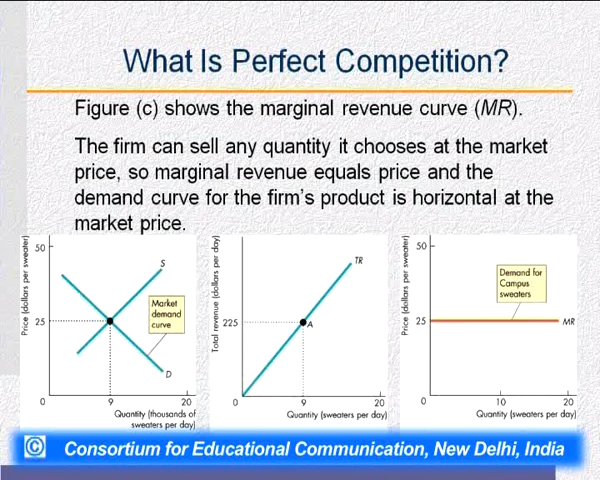 What Is Perfect Competition?
Figure (c) shows the marginal revenue curve (MR).
The firm can sell any quantity it chooses at the market
price, so marginal revenue equals price and the
demand curve for the firm's product is horizontal at the
market price.
Price (dollars per sweater)
50
25
0
S
Market
demand
curve
D
9
20
Quantity (thousands of
sweaters per day)
Total revenue (dollars per day)
225
0
TR
A
9
20
Quantity (sweaters per day)
Price (dollars per sweater)
50
25
0
Demand for
Campus
sweaters
MR
10
20
Quantity (sweaters per day)
© Consortium for Educational Communication, New Delhi, India